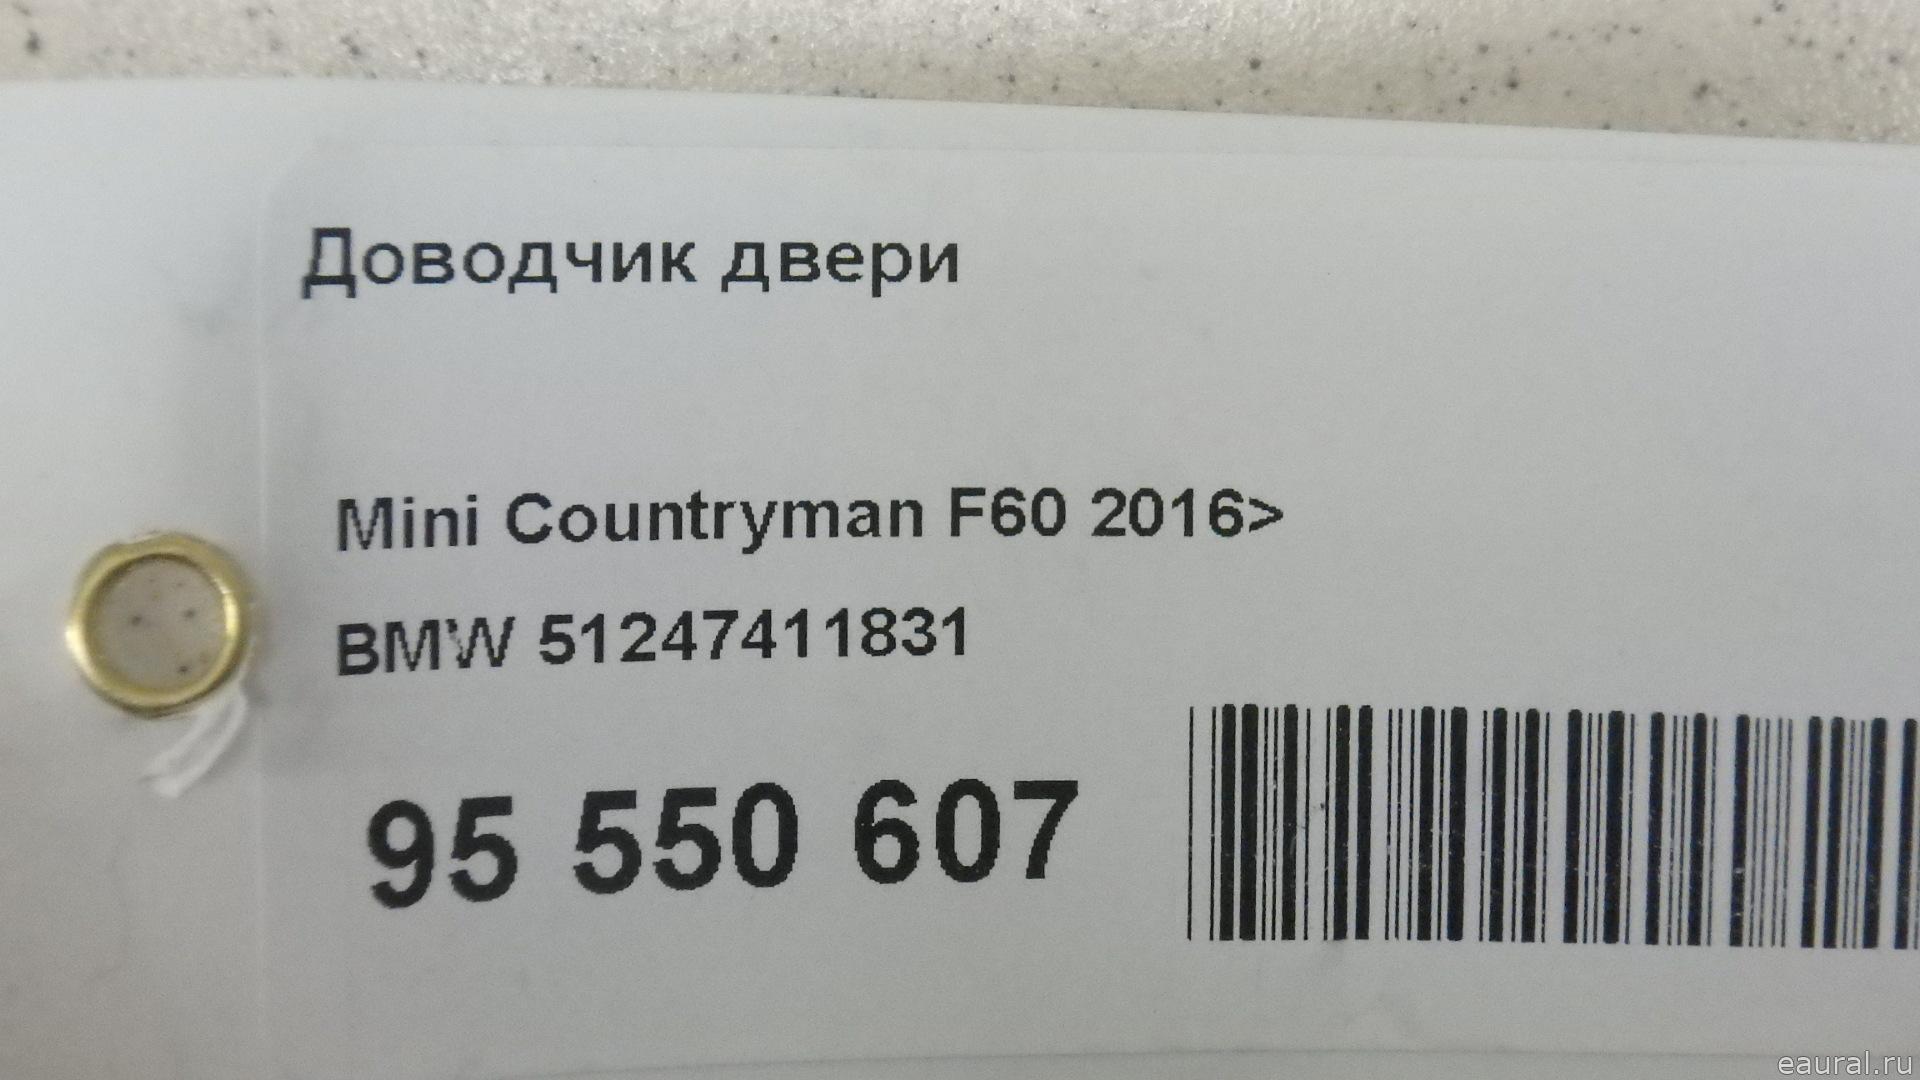 Доводчик двери
Mini Countryman F60 2016>
BMW 51247411831
95 550 607
eaural.ru